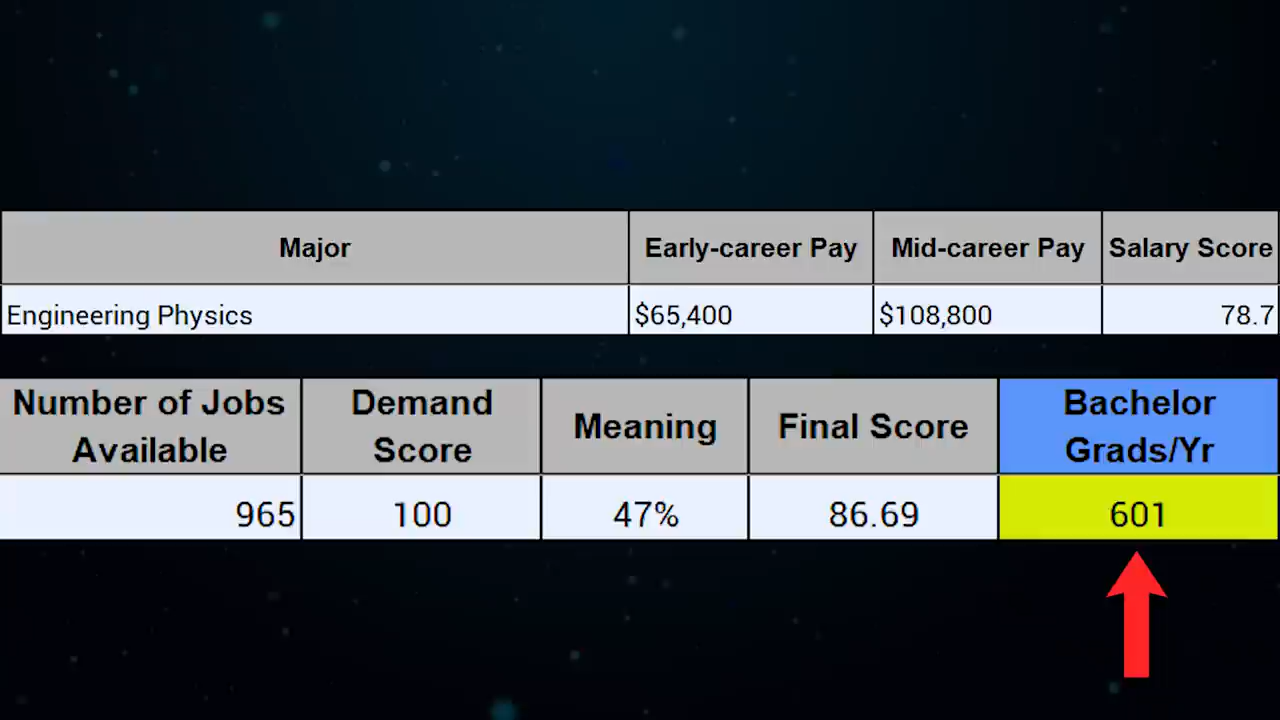 Major Early-career Pay Mid-career Pay Salary Score
Engineering Physics $65,400 $108,800 78.7
Number of Jobs Available Demand Score Meaning Final Score Bachelor Grads/Yr
965 100 47% 86.69 601